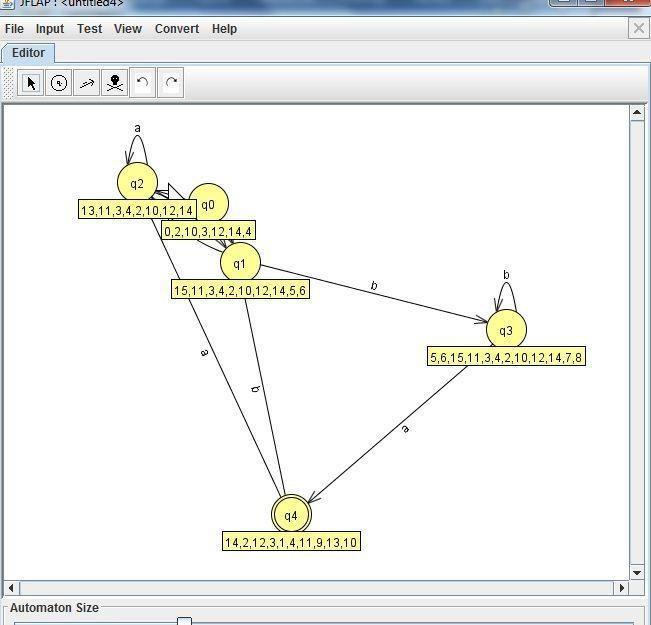 JFLAP : <untitled4>
File Input Test View Convert Help
Editor
a
q2
13,11,3,4,2,10,12,14
q0
0,2,10,3,12,14,4
q1
15,11,3,4,2,10,12,14,5,6
b
b
q3
5,6,15,11,3,4,2,10,12,14,7,8
a
b
a
q4
14,2,12,3,1,4,11,9,13,10
Automaton Size